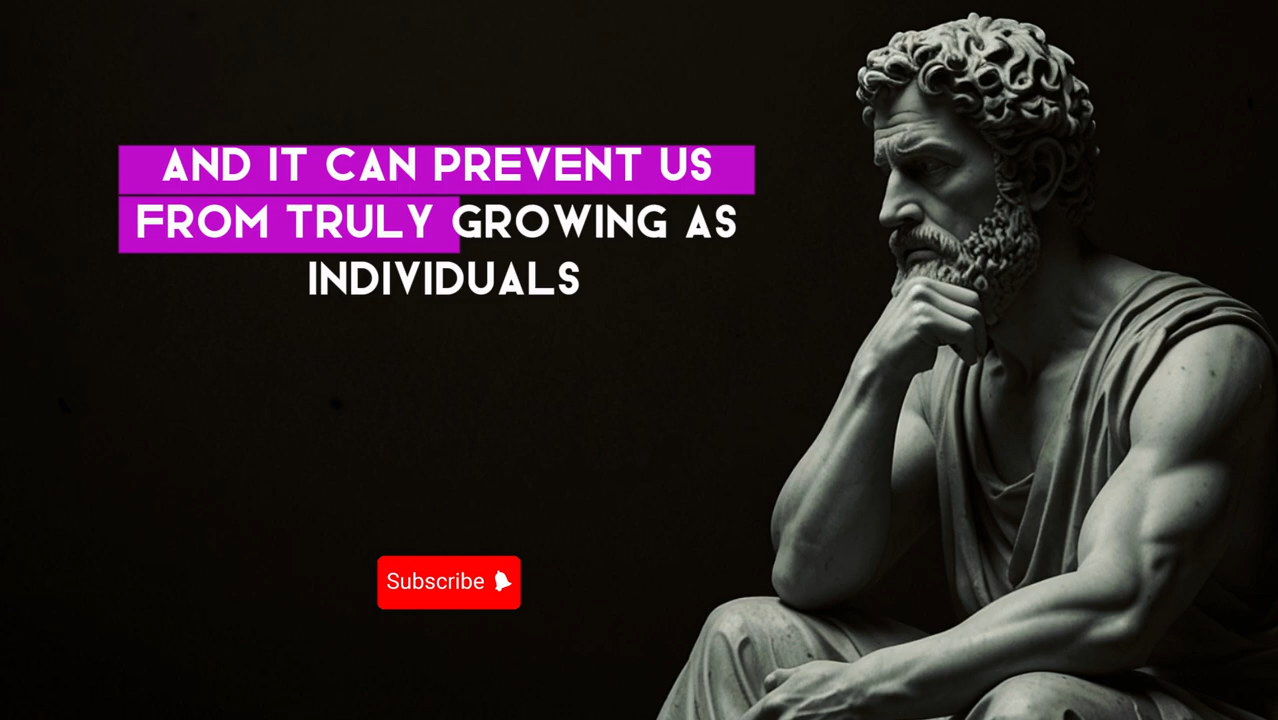 AND IT CAN PREVENT US
FROM TRULY GROWING AS
INDIVIDUALS
Subscribe